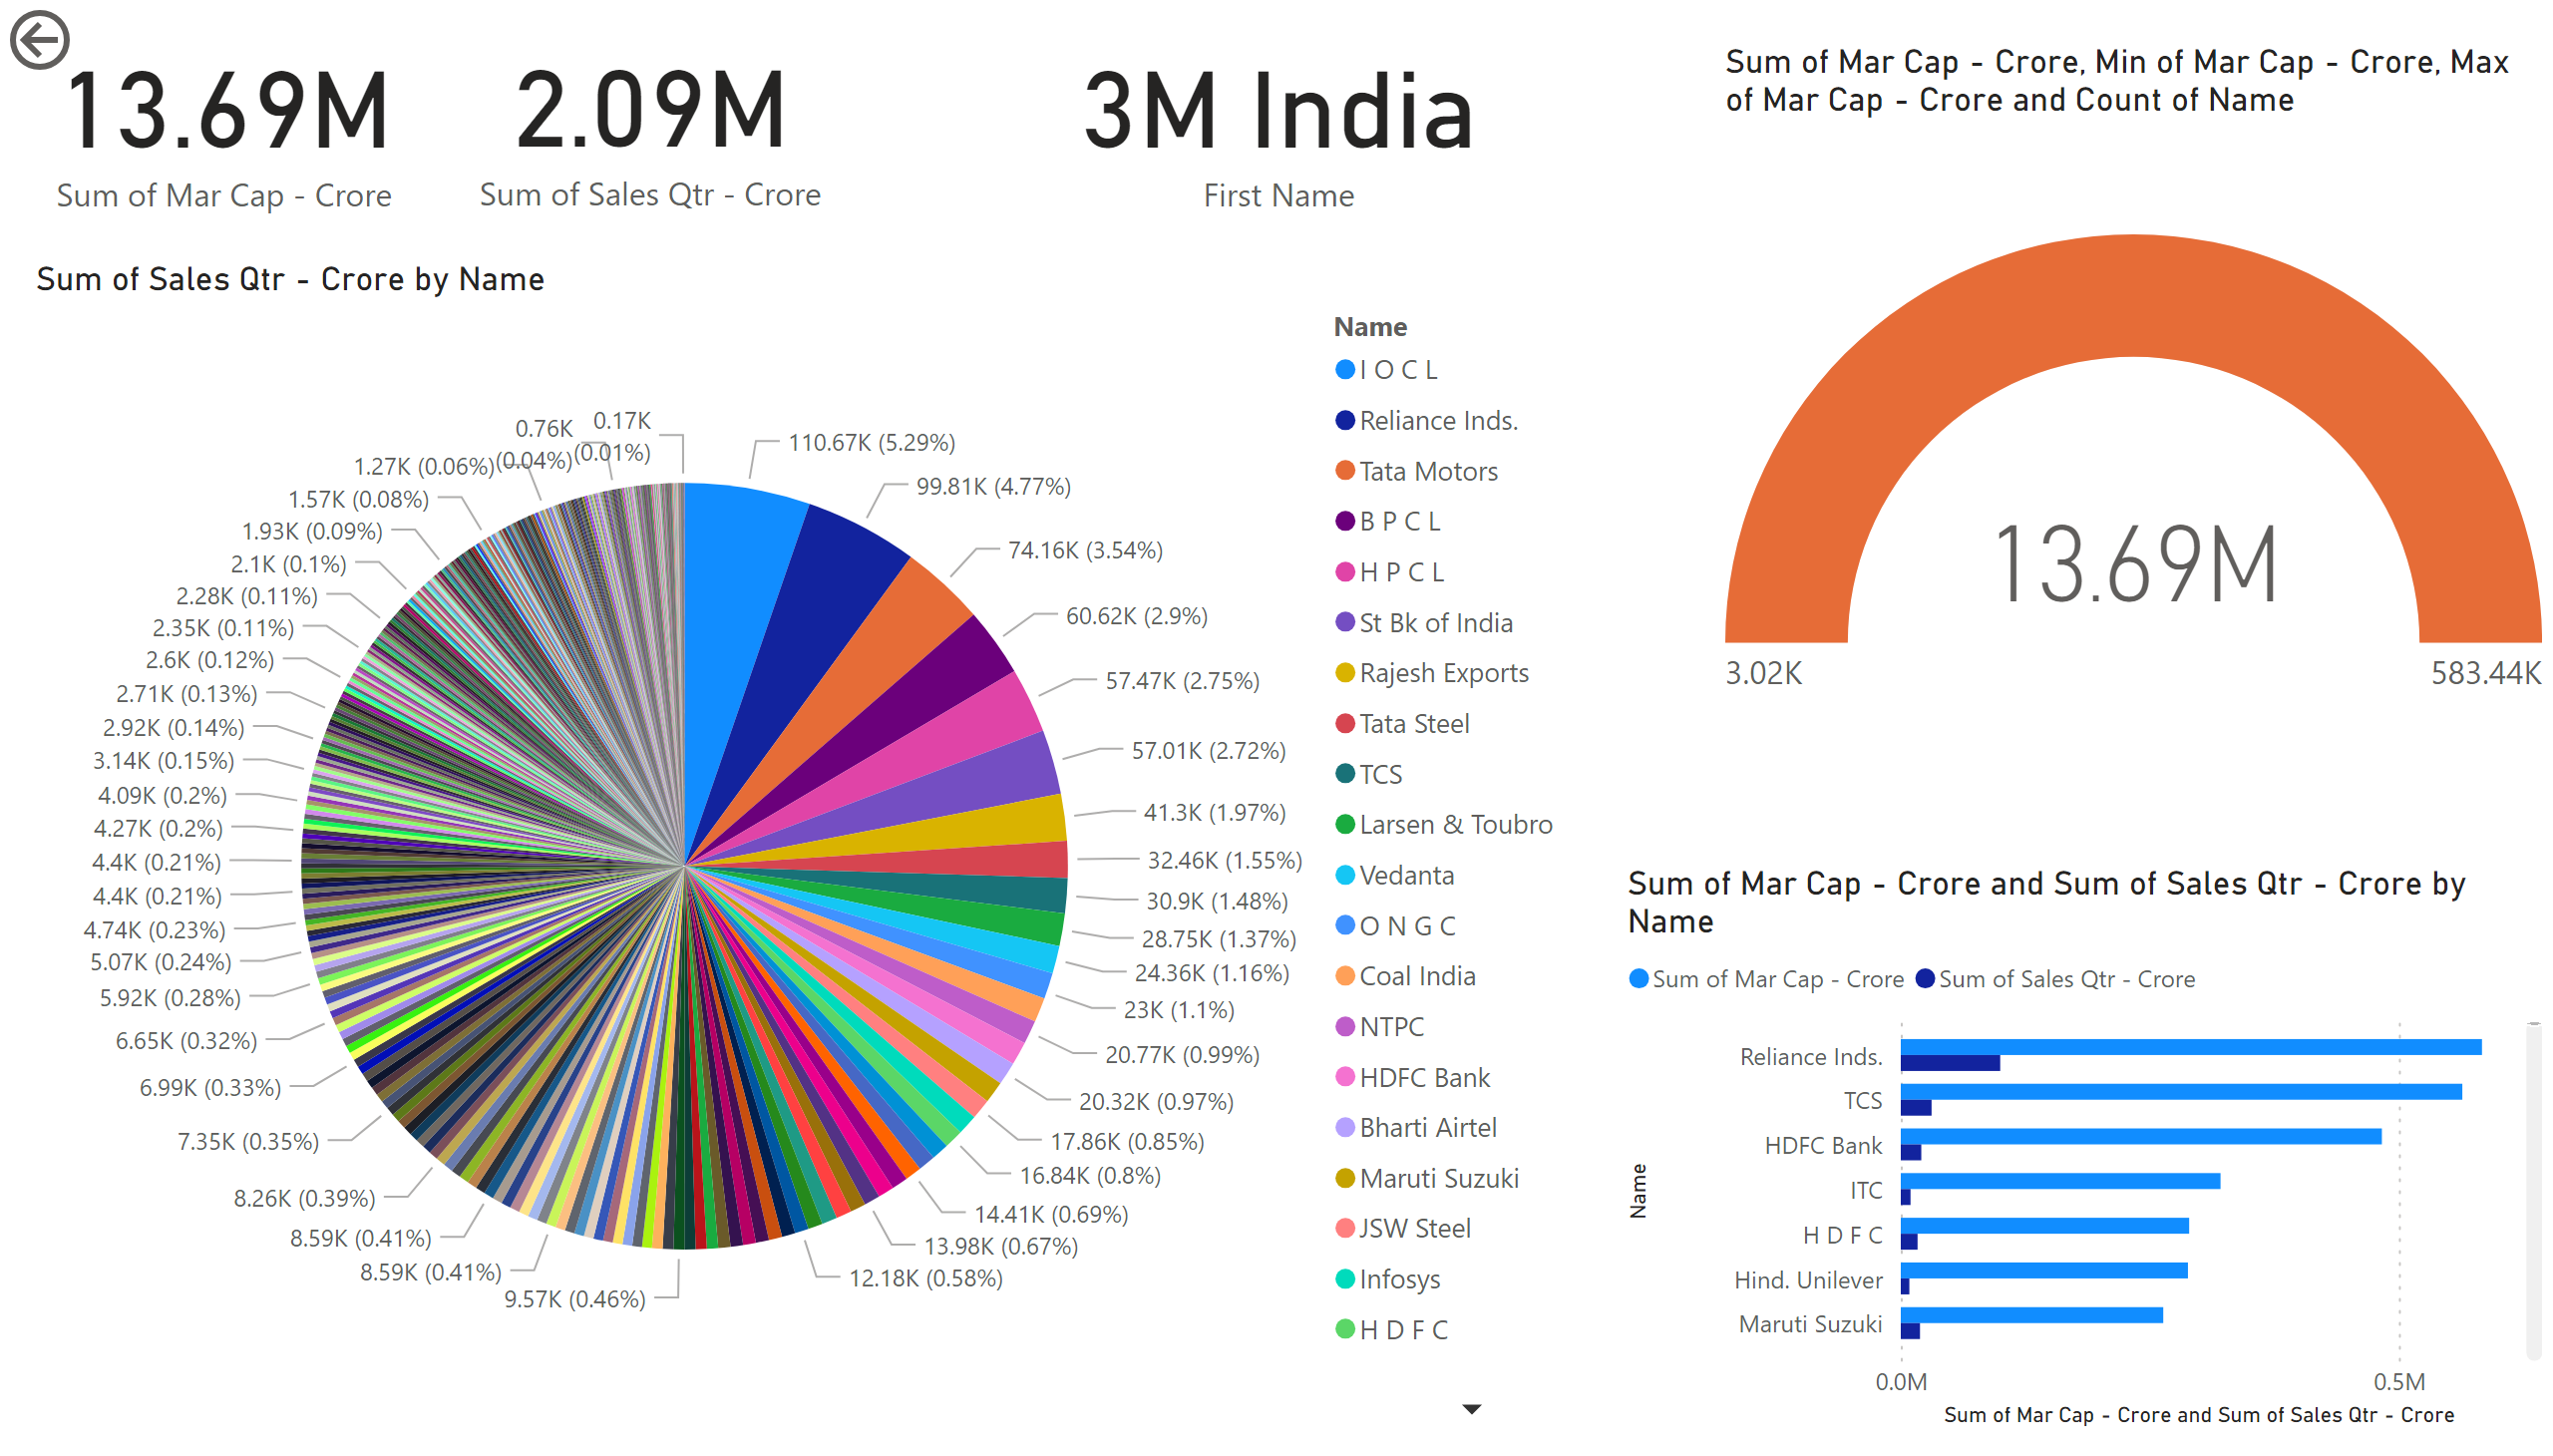 13.69M
Sum of Mar Cap - Crore
2.09M
Sum of Sales Qtr - Crore
3M India
First Name
Sum of Mar Cap - Crore, Min of Mar Cap - Crore, Max
of Mar Cap - Crore and Count of Name
13.69M
3.02K
583.44K
Sum of Sales Qtr - Crore by Name
110.67K (5.29%)
99.81K (4.77%)
74.16K (3.54%)
60.62K (2.9%)
57.47K (2.75%)
57.01K (2.72%)
41.3K (1.97%)
32.46K (1.55%)
30.9K (1.48%)
28.75K (1.37%)
24.36K (1.16%)
23K (1.1%)
20.77K (0.99%)
20.32K (0.97%)
17.86K (0.85%)
16.84K (0.8%)
14.41K (0.69%)
13.98K (0.67%)
12.18K (0.58%)
9.57K (0.46%)
8.59K (0.41%)
8.59K (0.41%)
8.26K (0.39%)
7.35K (0.35%)
6.99K (0.33%)
6.65K (0.32%)
5.92K (0.28%)
5.07K (0.24%)
4.74K (0.23%)
4.4K (0.21%)
4.4K (0.21%)
4.27K (0.2%)
4.09K (0.2%)
3.14K (0.15%)
2.92K (0.14%)
2.71K (0.13%)
2.6K (0.12%)
2.35K (0.11%)
2.28K (0.11%)
2.1K (0.1%)
1.93K (0.09%)
1.57K (0.08%)
1.27K (0.06%)
0.76K
(0.04%)
0.17K
(0.01%)
Name
I O C L
Reliance Inds.
Tata Motors
B P C L
H P C L
St Bk of India
Rajesh Exports
Tata Steel
TCS
Larsen & Toubro
Vedanta
O N G C
Coal India
NTPC
HDFC Bank
Bharti Airtel
Maruti Suzuki
JSW Steel
Infosys
H D F C
Sum of Mar Cap - Crore and Sum of Sales Qtr - Crore by
Name
Sum of Mar Cap - Crore
Sum of Sales Qtr - Crore
Name
Reliance Inds.
TCS
HDFC Bank
ITC
H D F C
Hind. Unilever
Maruti Suzuki
0.0M
0.5M
Sum of Mar Cap - Crore and Sum of Sales Qtr - Crore